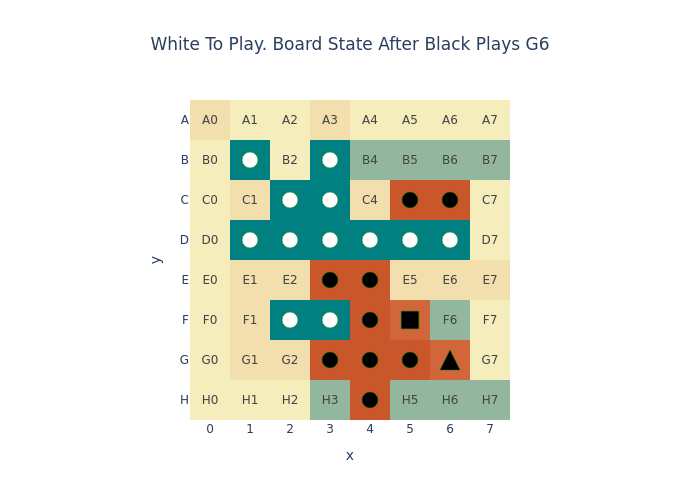 White To Play. Board State After Black Plays G6
A A0 A1 A2 A3 A4 A5 A6 A7
B B0 B2 B4 B5 B6 B7
C C0 C1 C4 C7
D D0 D7
y
E E0 E1 E2 E5 E6 E7
F F0 F1 F6 F7
G G0 G1 G2 G7
H H0 H1 H2 H3 H5 H6 H7
0 1 2 3 4 5 6 7
x